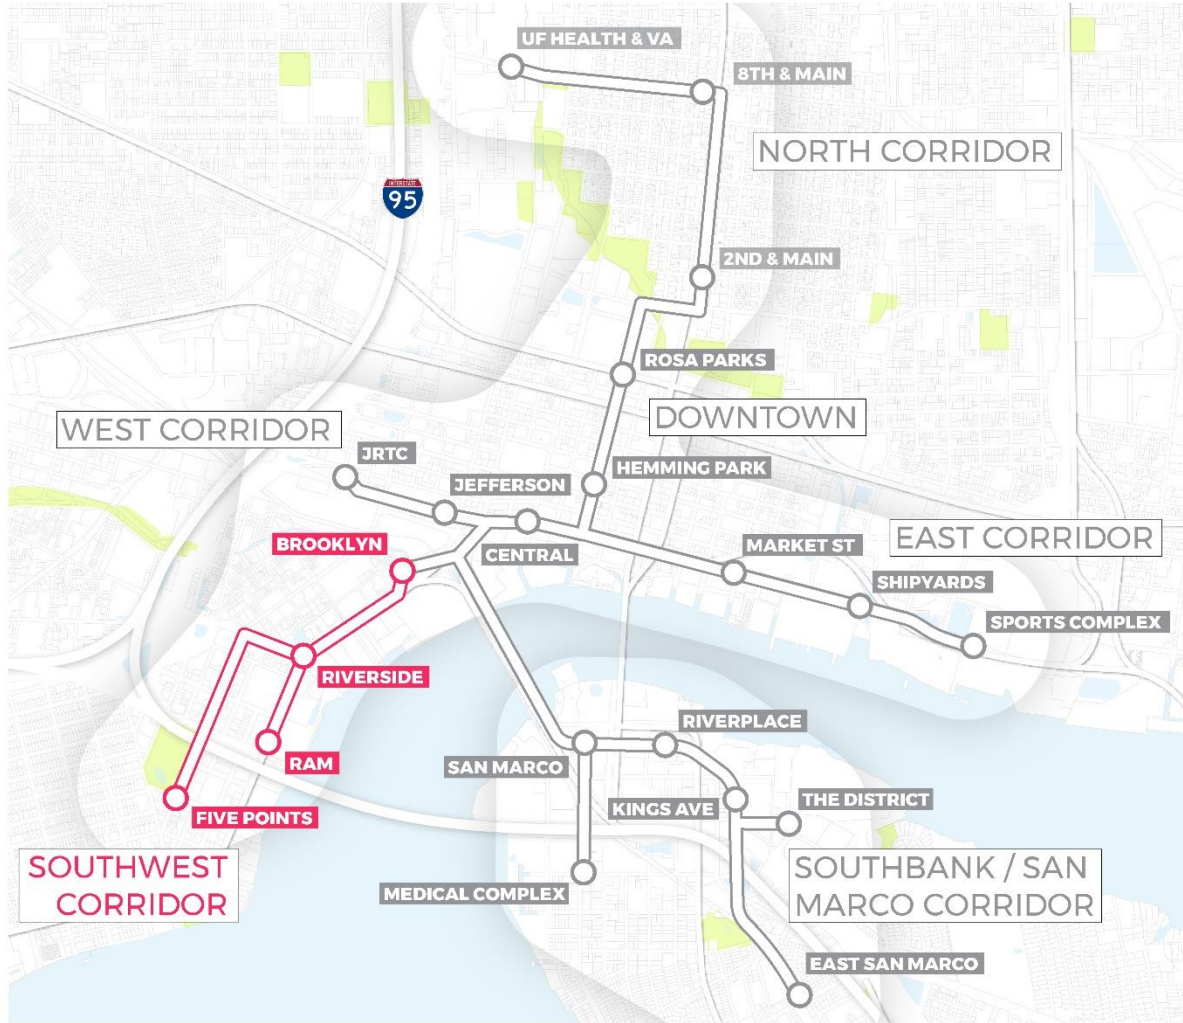 UF HEALTH & VA
8TH & MAIN
NORTH CORRIDOR
INTERSTATE
95
2ND & MAIN
ROSA PARKS
DOWNTOWN
WEST CORRIDOR
JRTC
HEMMING PARK
JEFFERSON
EAST CORRIDOR
BROOKLYN
CENTRAL
MARKET ST
SHIPYARDS
SPORTS COMPLEX
RIVERSIDE
RIVERPLACE
RAM
SAN MARCO
KINGS AVE
THE DISTRICT
FIVE POINTS
SOUTHWEST
CORRIDOR
MEDICAL COMPLEX
SOUTHBANK / SAN
MARCO CORRIDOR
EAST SAN MARCO